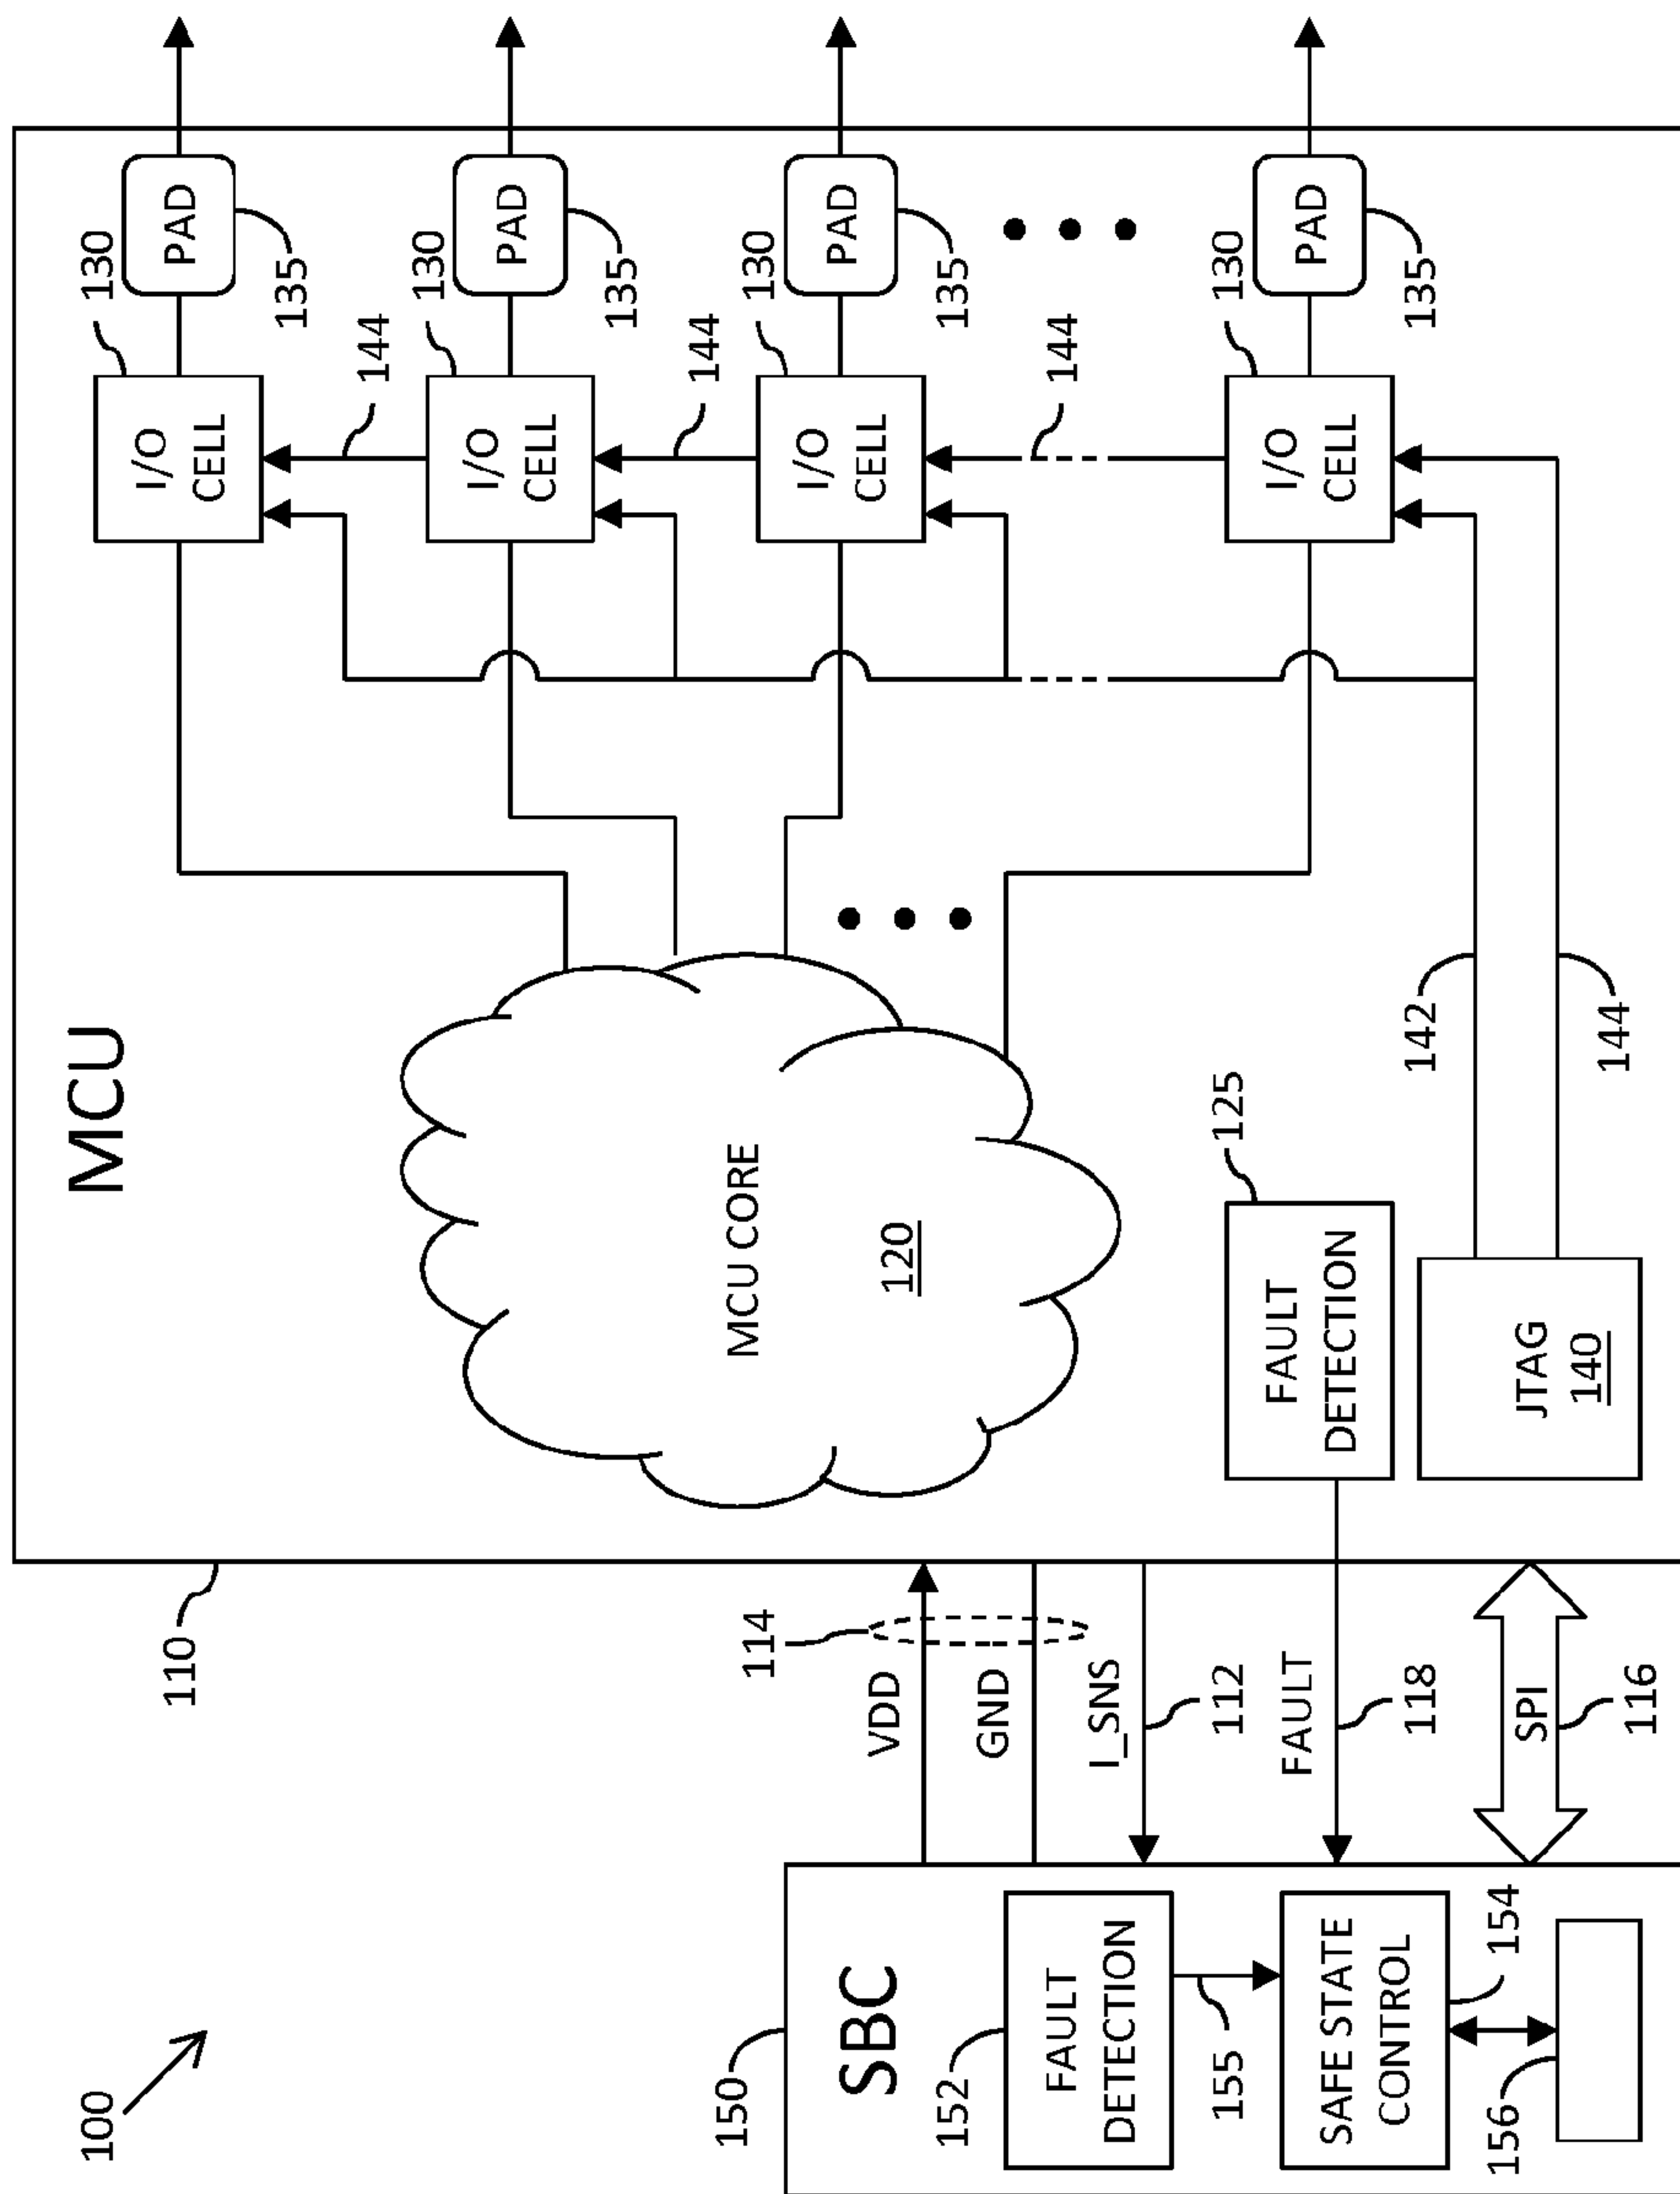 100
MCU
110
150
SBC
152
FAULT
DETECTION
155
SAFE STATE
CONTROL
154
156
VDD
114
GND
I_SNS
112
FAULT
118
SPI
116
MCU CORE
120
FAULT
DETECTION
125
JTAG
140
142
144
I/O
CELL
130
PAD
135
144
I/O
CELL
130
PAD
135
144
I/O
CELL
130
PAD
135
144
I/O
CELL
130
PAD
135